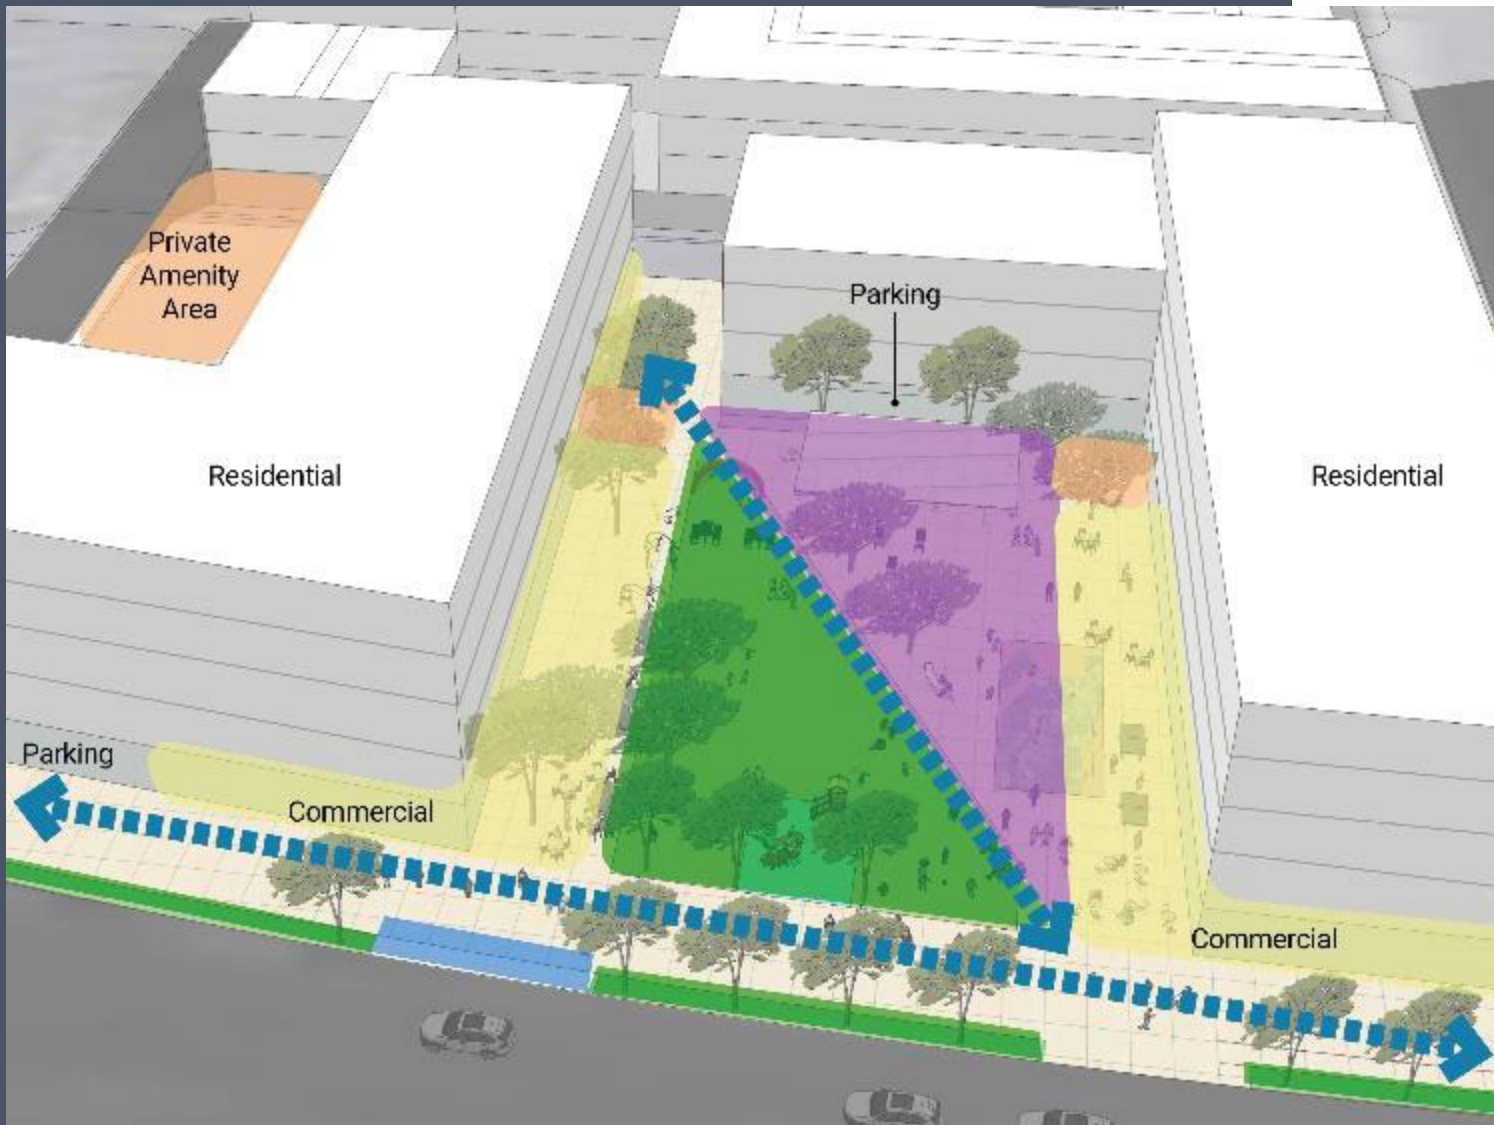 Private
Amenity
Area
Parking
Residential
Residential
Parking
Commercial
Commercial